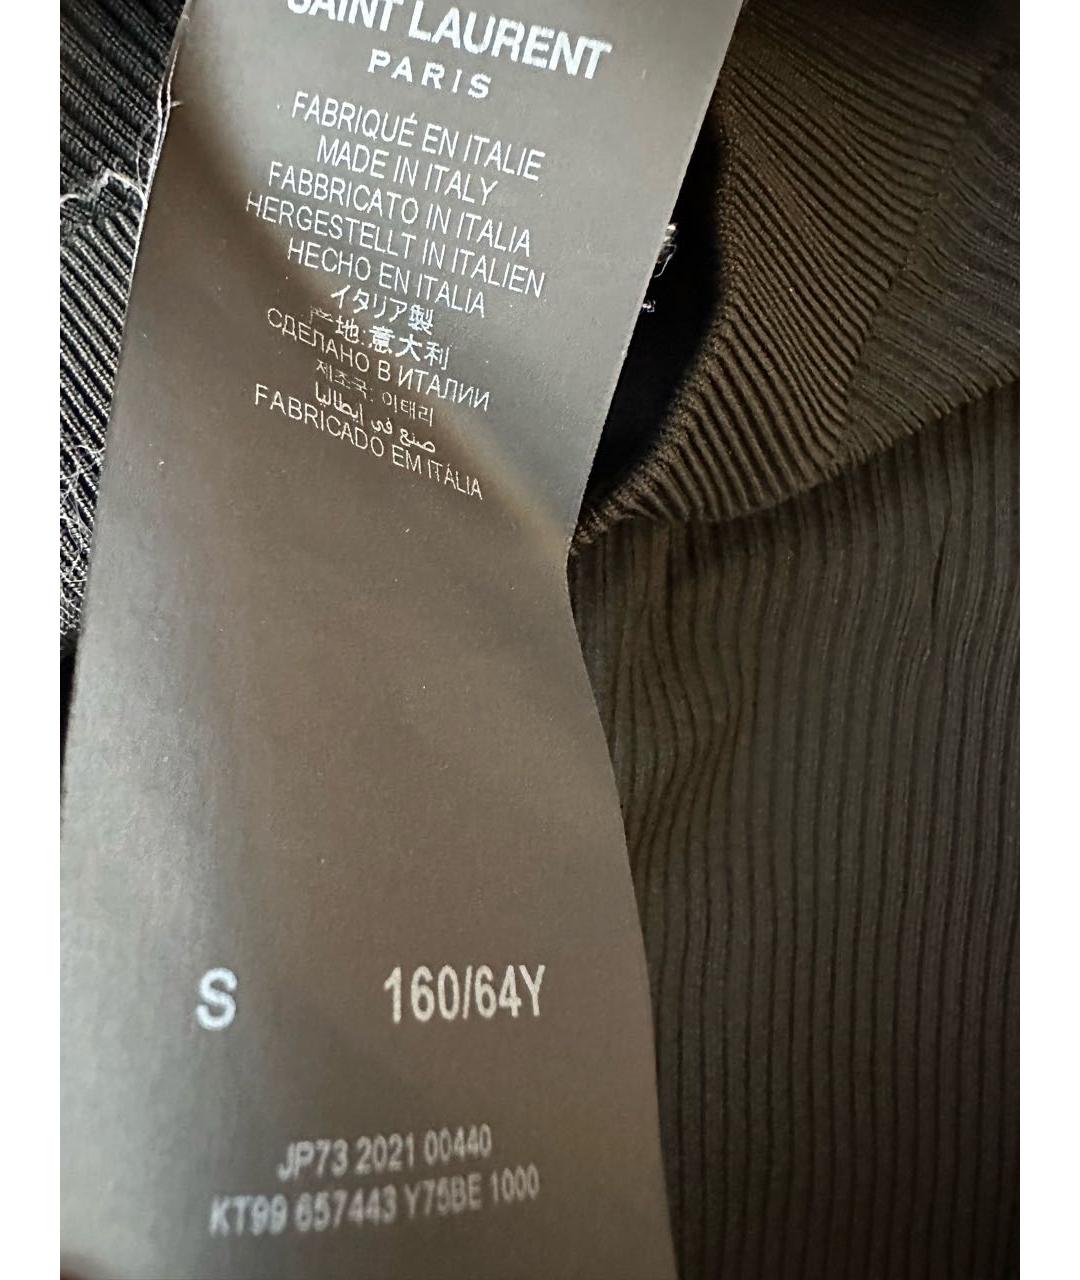 SAINT LAURENT
PARIS
FABRIQUÉ EN ITALIE
MADE IN ITALY
FABBRICATO IN ITALIA
HERGESTELLT IN ITALIEN
HECHO EN ITALIA
イタリア製
产地:意大利
СДЕЛАНО В ИТАЛИИ
제조국: 이태리
صنع في إيطاليا
FABRICADO EM ITÁLIA
S 160/64Y
JP73 2021 00440
KT99 657443 Y75BE 1000